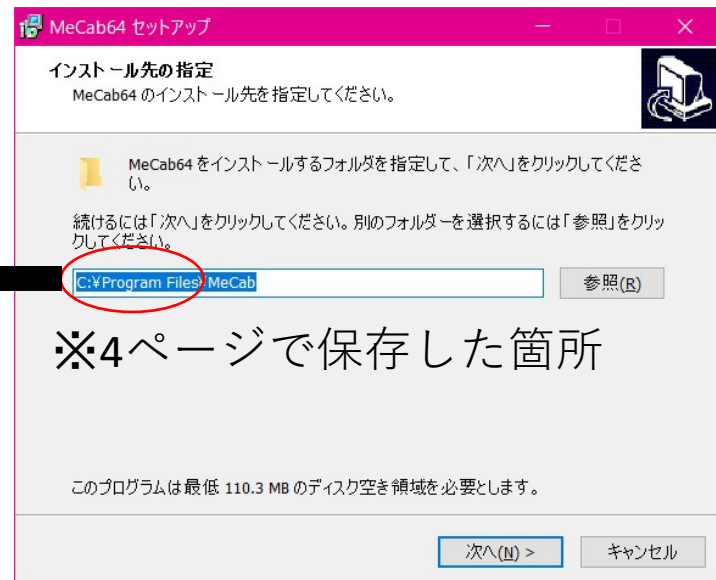 MeCab64 セットアップ
インストール先の指定
MeCab64 のインストール先を指定してください。
MeCab64 をインストールするフォルダを指定して、「次へ」をクリックしてくださ
い。
続けるには「次へ」をクリックしてください。別のフォルダーを選択するには「参照」をクリッ
クしてください。
C:¥Program Files¥MeCab
参照(R)
※4ページで保存した箇所
このプログラムは最低 110.3 MB のディスク空き領域を必要とします。
次へ(N) >
キャンセル